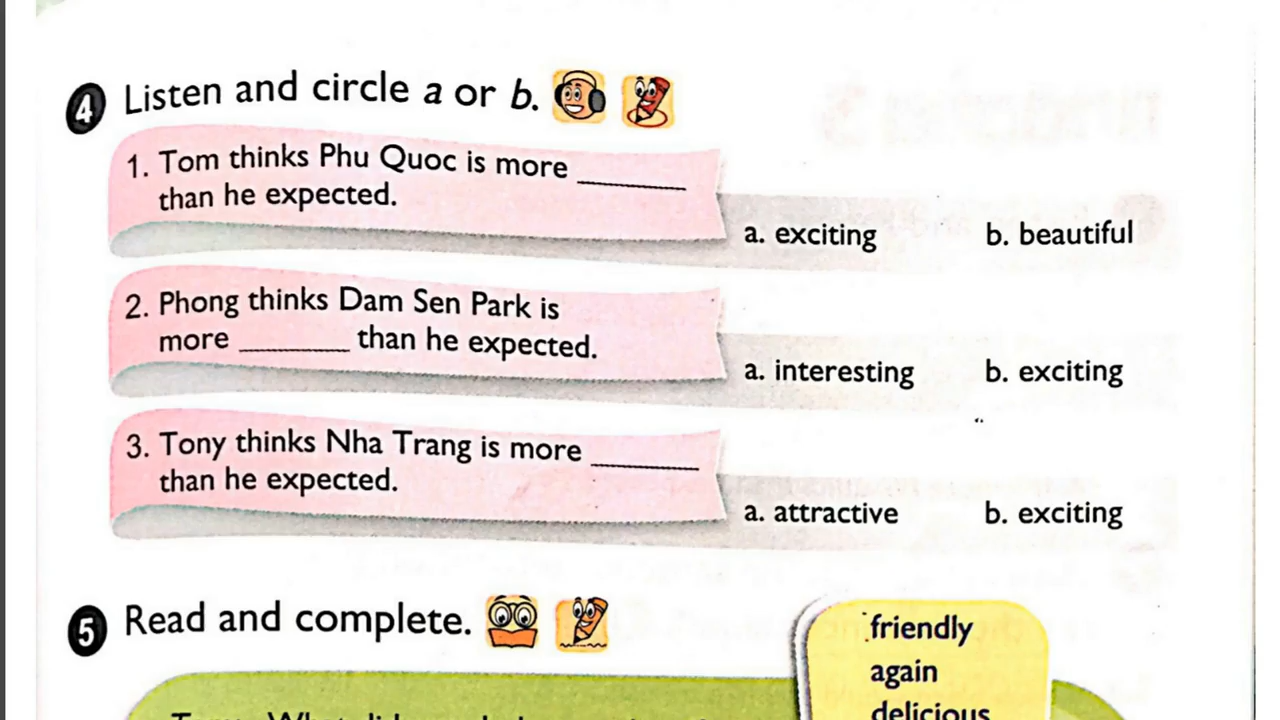 4 Listen and circle a or b.
1. Tom thinks Phu Quoc is more ________
than he expected.
a. exciting b. beautiful
2. Phong thinks Dam Sen Park is
more ________ than he expected.
a. interesting b. exciting
3. Tony thinks Nha Trang is more ________
than he expected.
a. attractive b. exciting
5 Read and complete.
friendly
again
delicious